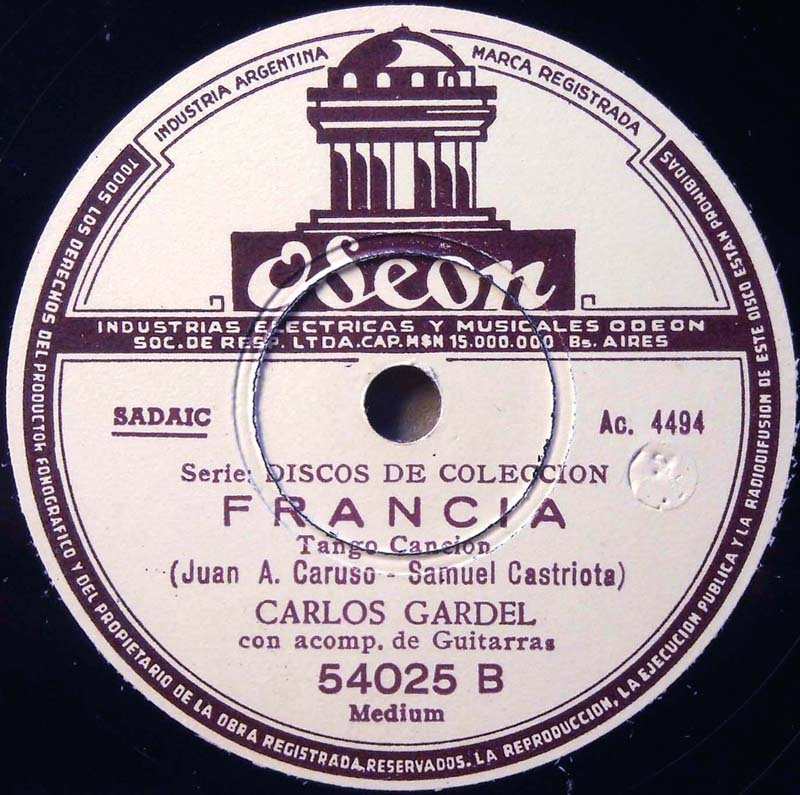 INDUSTRIA ARGENTINA
MARCA REGISTRADA
Odeon
INDUSTRIAS ELECTRICAS Y MUSICALES ODEON
SOC. DE RESP. LTDA. CAP. M$N 15.000.000 Bs. AIRES
SADAIC
Ac. 4494
Serie: DISCOS DE COLECCION
FRANCIA
Tango Canción
(Juan A. Caruso - Samuel Castriota)
CARLOS GARDEL
con acomp. de Guitarras
54025 B
Medium
TODOS LOS DERECHOS DEL PRODUCTOR FONOGRAFICO Y DEL PROPIETARIO DE LA OBRA REGISTRADA, RESERVADOS. LA REPRODUCCION, LA EJECUCION PUBLICA Y LA RADIODIFUSION DE ESTE DISCO ESTAN PROHIBIDAS